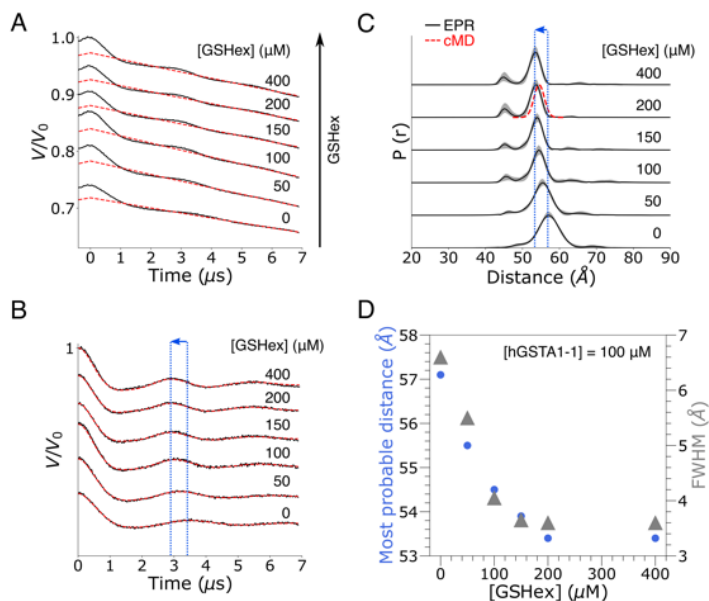 A
[GSHex] (μM)
1.0
0.9
0.8
0.7
V/V0
400
200
150
100
50
0
GSHex
0 1 2 3 4 5 6 7
Time (μs)
C
EPR
cMD
[GSHex] (μM)
400
200
150
100
50
0
P (r)
20 30 40 50 60 70 80 90
Distance (Å)
B
[GSHex] (μM)
1
V/V0
400
200
150
100
50
0
0 1 2 3 4 5 6 7
Time (μs)
D
[hGSTA1-1] = 100 μM
Most probable distance (Å)
58
57
56
55
54
53
FWHM (Å)
7
6
5
4
3
0 100 200 300 400
[GSHex] (μM)